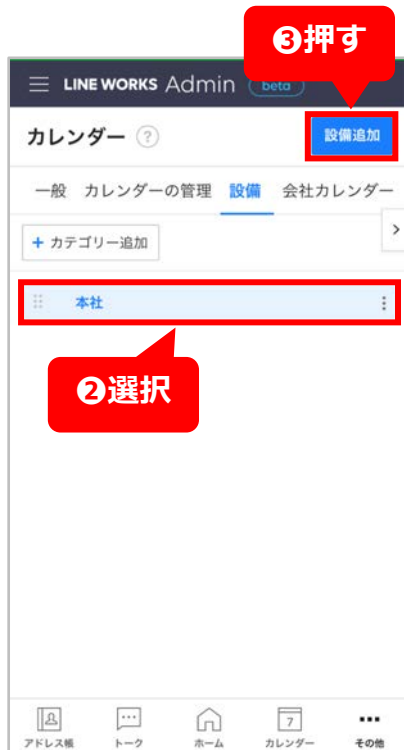 ❸押す
LINE WORKS Admin beta
カレンダー ?
設備追加
一般 カレンダーの管理 設備 会社カレンダー
+ カテゴリー追加
本社
❷選択
7
アドレス帳 トーク ホーム カレンダー その他